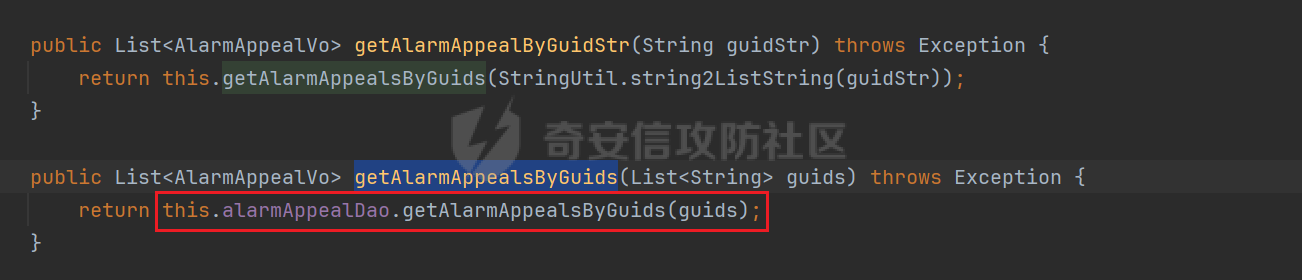 public List<AlarmAppealVo> getAlarmAppealByGuidStr(String guidStr) throws Exception {
return this.getAlarmAppealsByGuids(StringUtil.string2ListString(guidStr));
}
奇安信攻防社区
public List<AlarmAppealVo> getAlarmAppealsByGuids(List<String> guids) throws Exception {
return this.alarmAppealDao.getAlarmAppealsByGuids(guids);
}